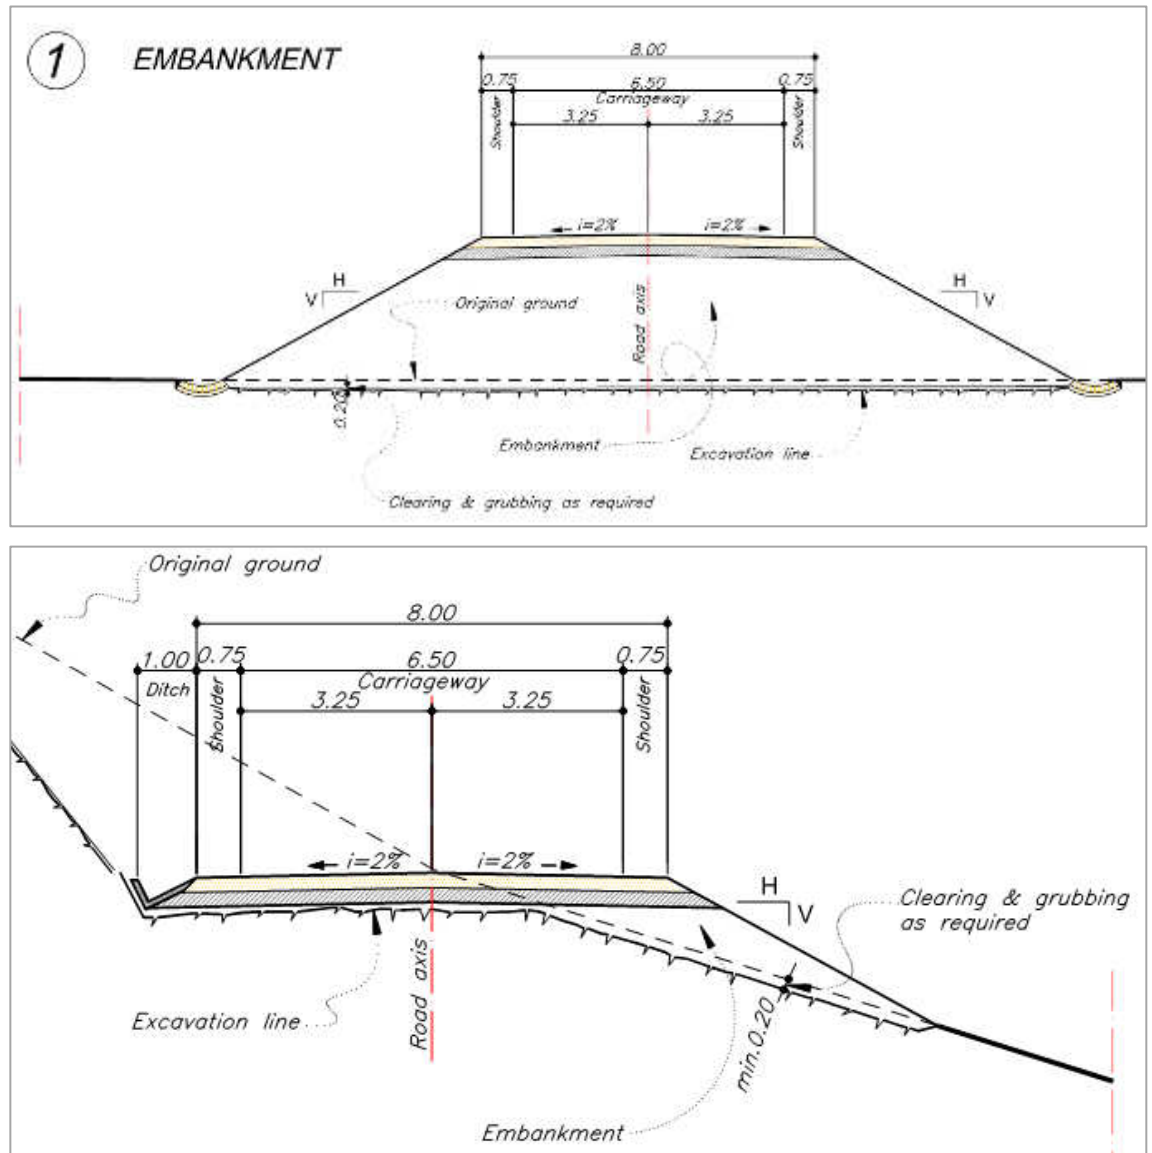 1 EMBANKMENT
8.00
0.75 6.50 0.75
Carriageway
Shoulder 3.25 3.25 Shoulder
i=2% i=2%
H H
V V
Original ground
Road axis
0.20
Embankment
Excavation line
Clearing & grubbing as required
Original ground
8.00
1.00 0.75 6.50 0.75
Ditch Carriageway
Shoulder 3.25 3.25 Shoulder
i=2% i=2%
H
V
Clearing & grubbing
as required
Road axis
Excavation line
min.0.20
Embankment